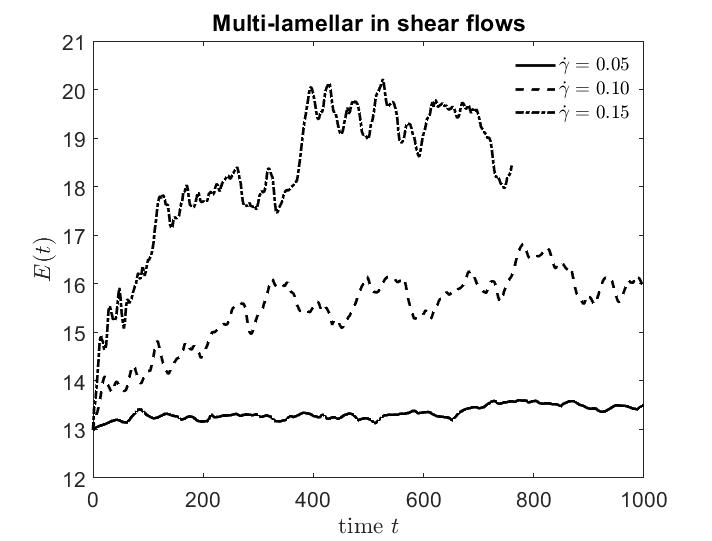 Multi-lamellar in shear flows
21
20
19
18
17
16
15
14
13
12
E(t)
γ̇ = 0.05
γ̇ = 0.10
γ̇ = 0.15
0 200 400 600 800 1000
time t